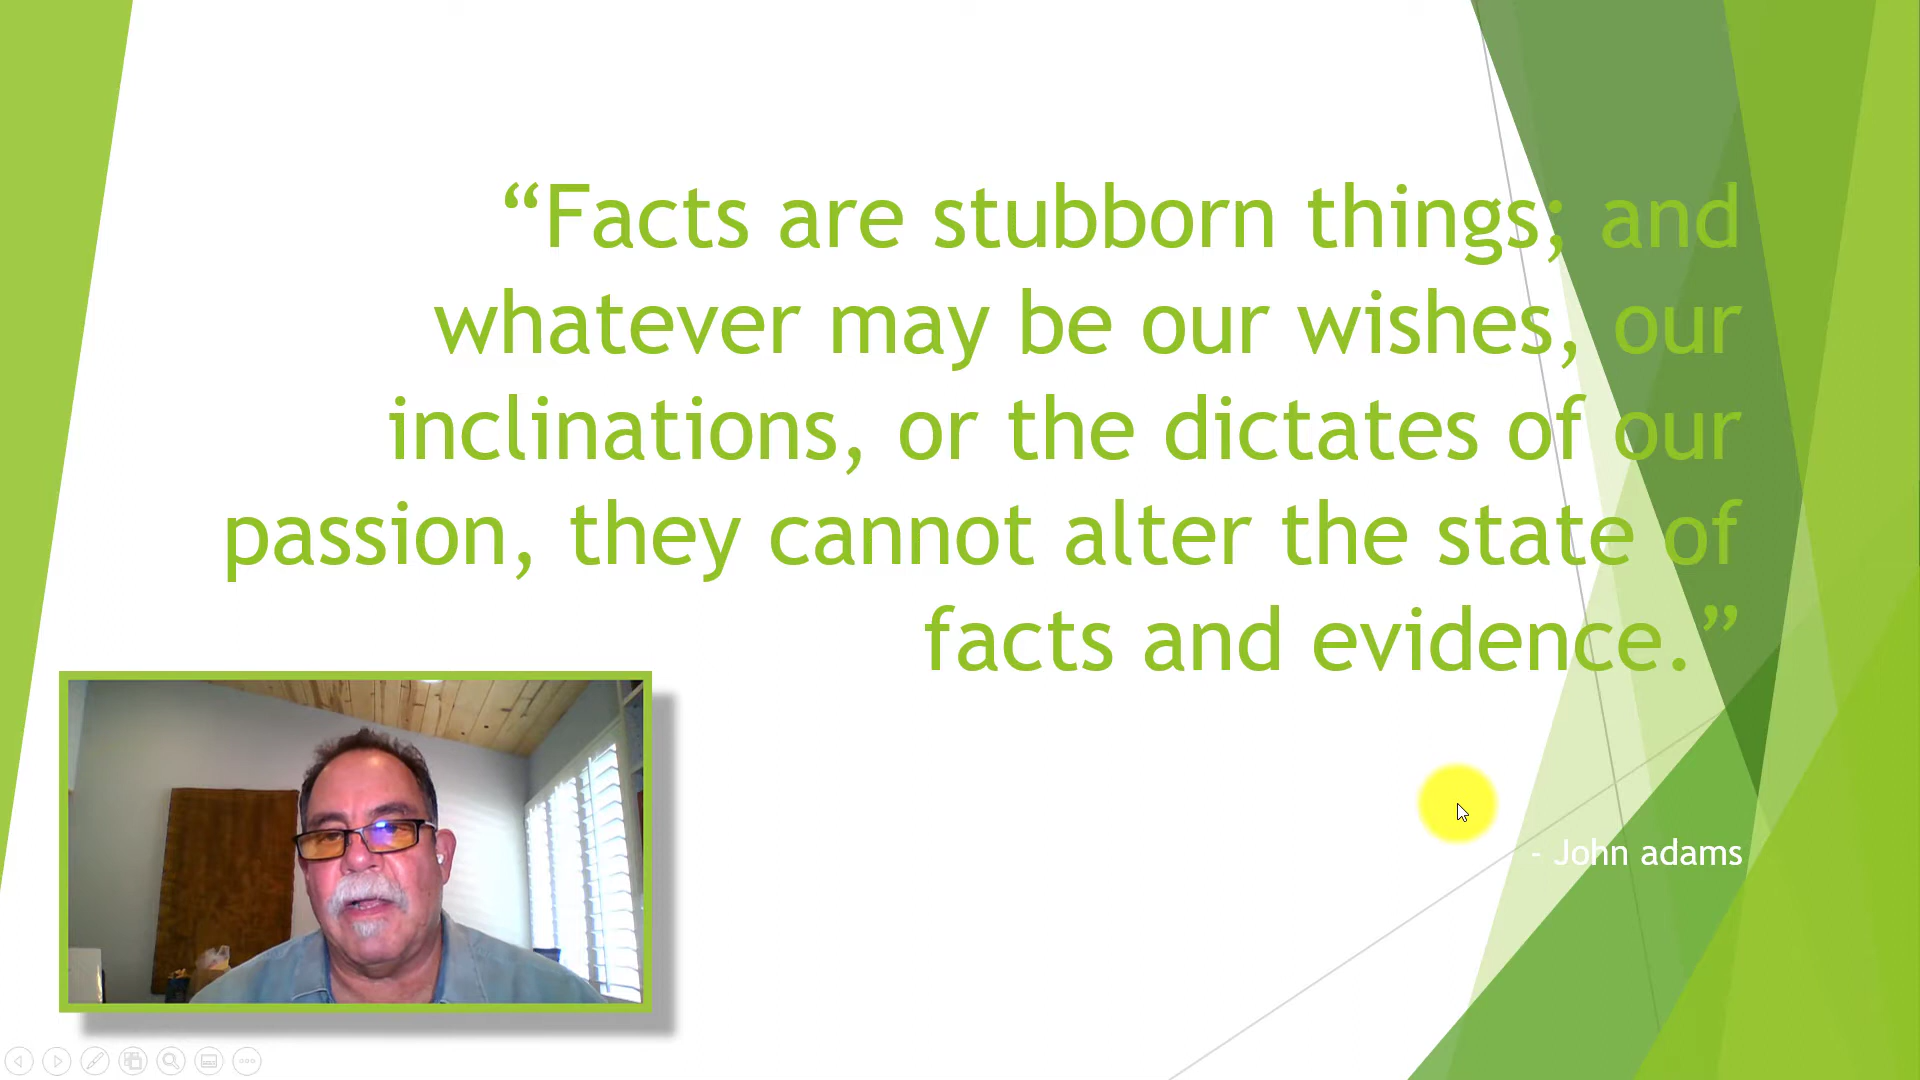 “Facts are stubborn things; and
whatever may be our wishes, our
inclinations, or the dictates of our
passion, they cannot alter the state of
facts and evidence.”
- John adams